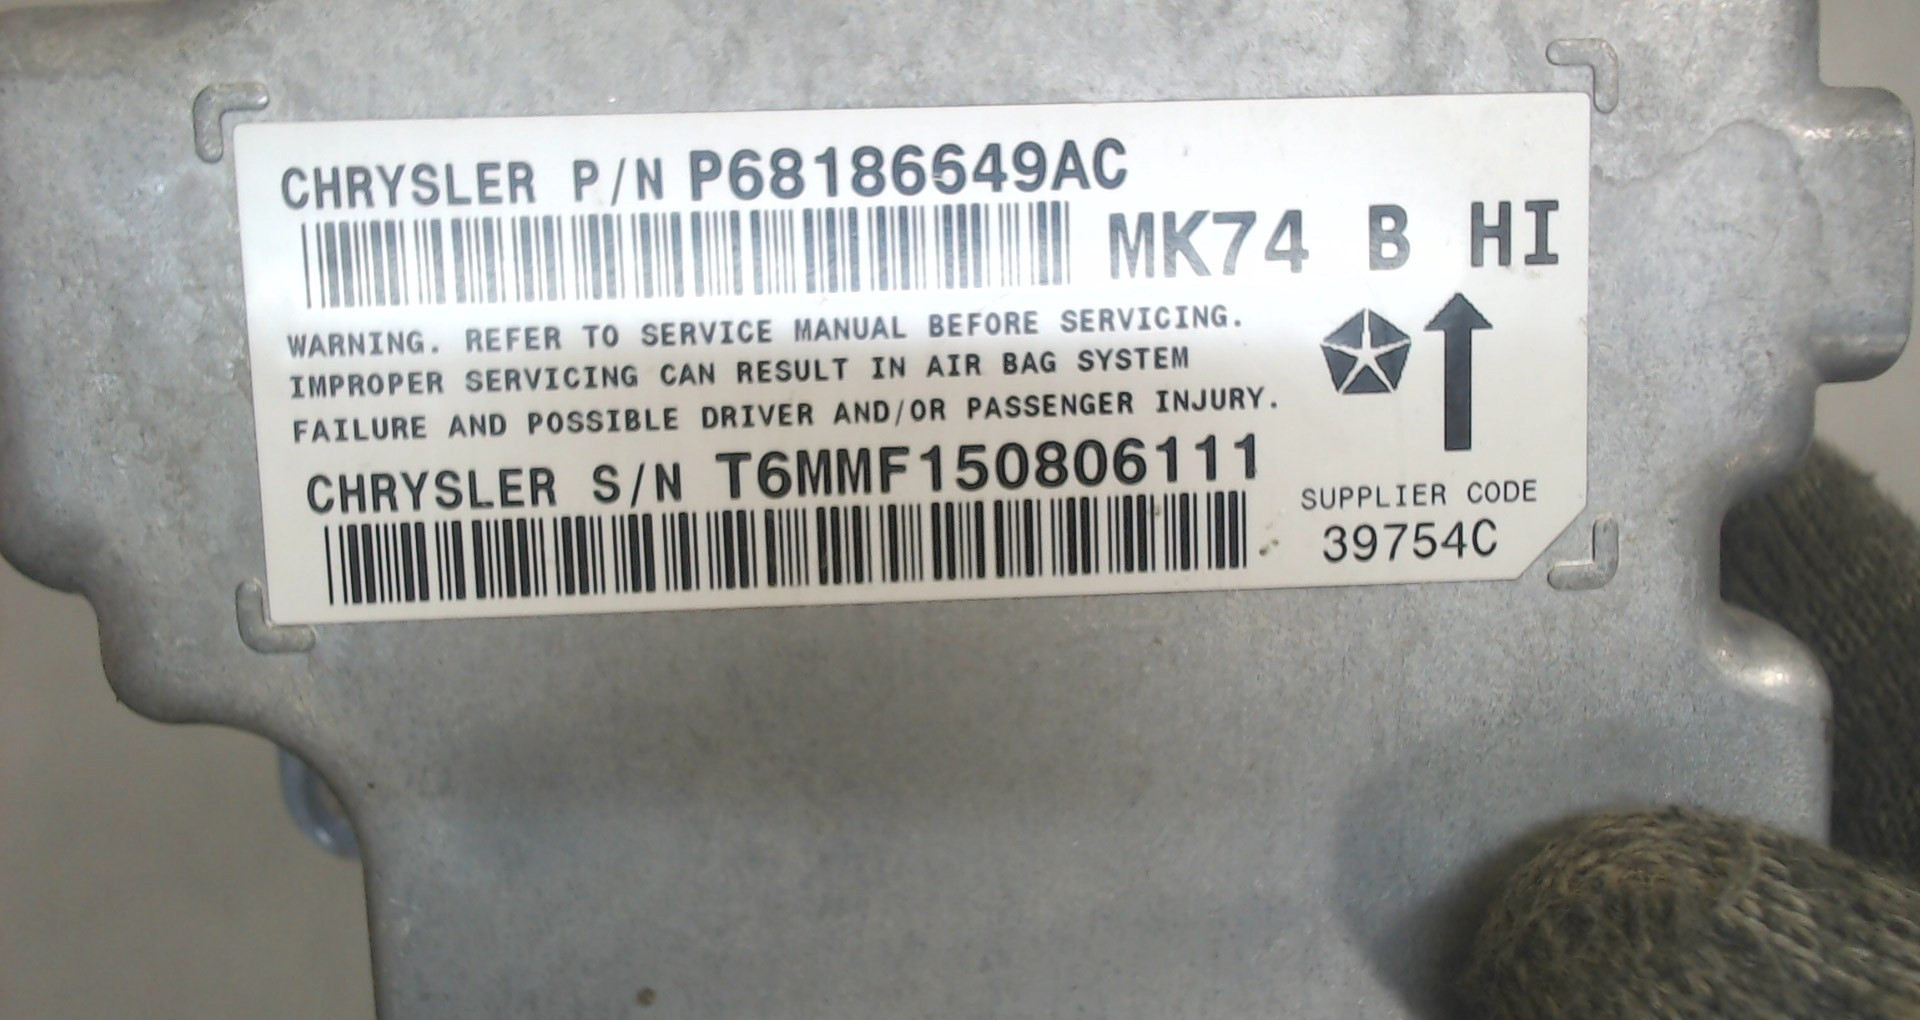 CHRYSLER P/N P68186649AC
MK74 B HI
WARNING. REFER TO SERVICE MANUAL BEFORE SERVICING.
IMPROPER SERVICING CAN RESULT IN AIR BAG SYSTEM
FAILURE AND POSSIBLE DRIVER AND/OR PASSENGER INJURY.
CHRYSLER S/N T6MMF150806111
SUPPLIER CODE
39754C